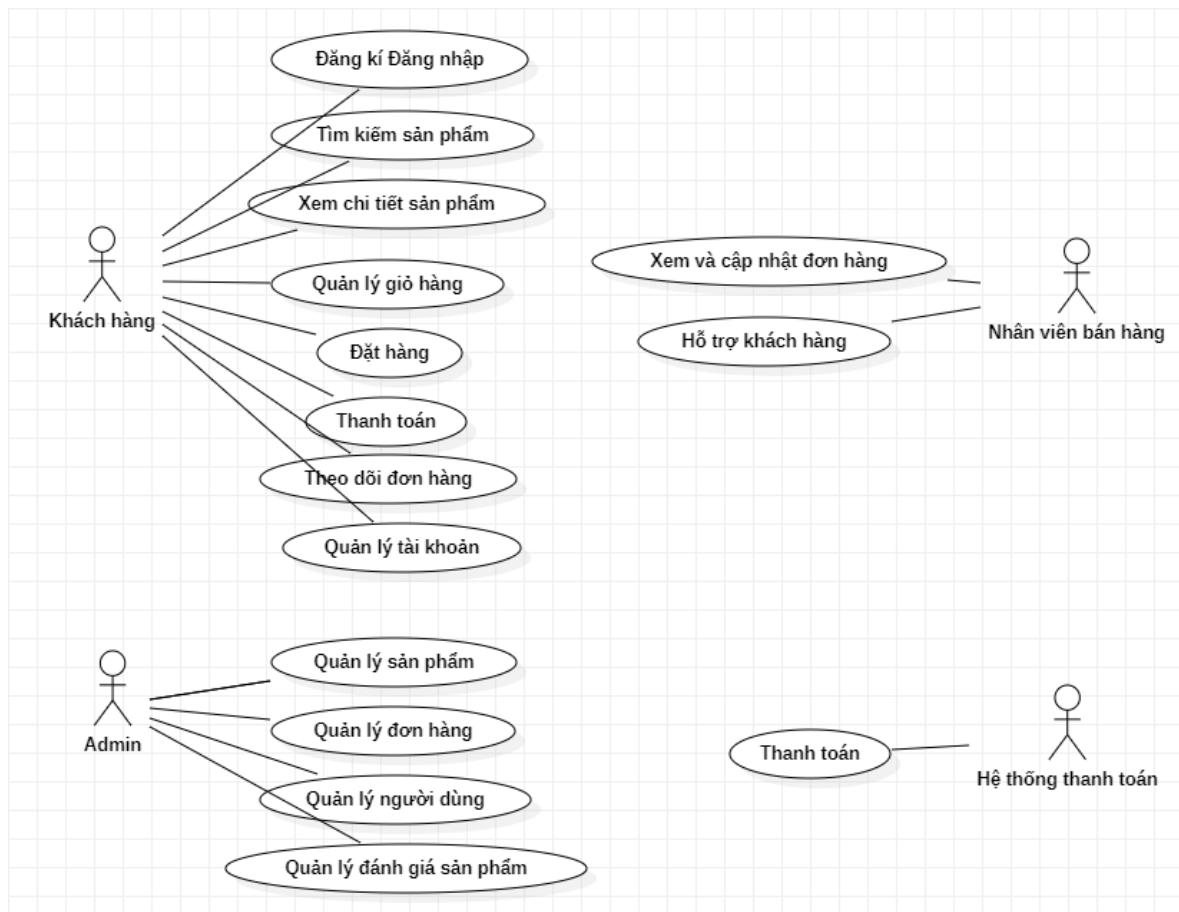 Đăng kí Đăng nhập
Tìm kiếm sản phẩm
Xem chi tiết sản phẩm
Quản lý giỏ hàng
Khách hàng
Đặt hàng
Thanh toán
Theo dõi đơn hàng
Quản lý tài khoản
Xem và cập nhật đơn hàng
Hỗ trợ khách hàng
Nhân viên bán hàng
Quản lý sản phẩm
Quản lý đơn hàng
Admin
Quản lý người dùng
Quản lý đánh giá sản phẩm
Thanh toán
Hệ thống thanh toán